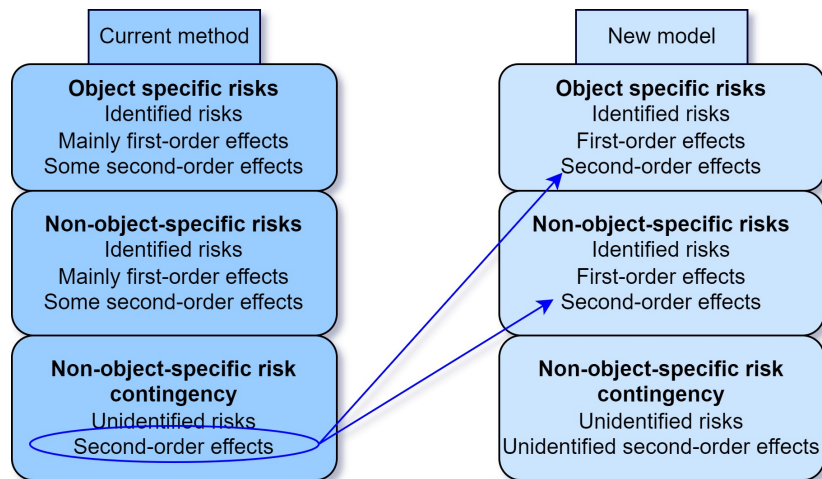 Current method
Object specific risks
Identified risks
Mainly first-order effects
Some second-order effects
Non-object-specific risks
Identified risks
Mainly first-order effects
Some second-order effects
Non-object-specific risk
contingency
Unidentified risks
Second-order effects
New model
Object specific risks
Identified risks
First-order effects
Second-order effects
Non-object-specific risks
Identified risks
First-order effects
Second-order effects
Non-object-specific risk
contingency
Unidentified risks
Unidentified second-order effects